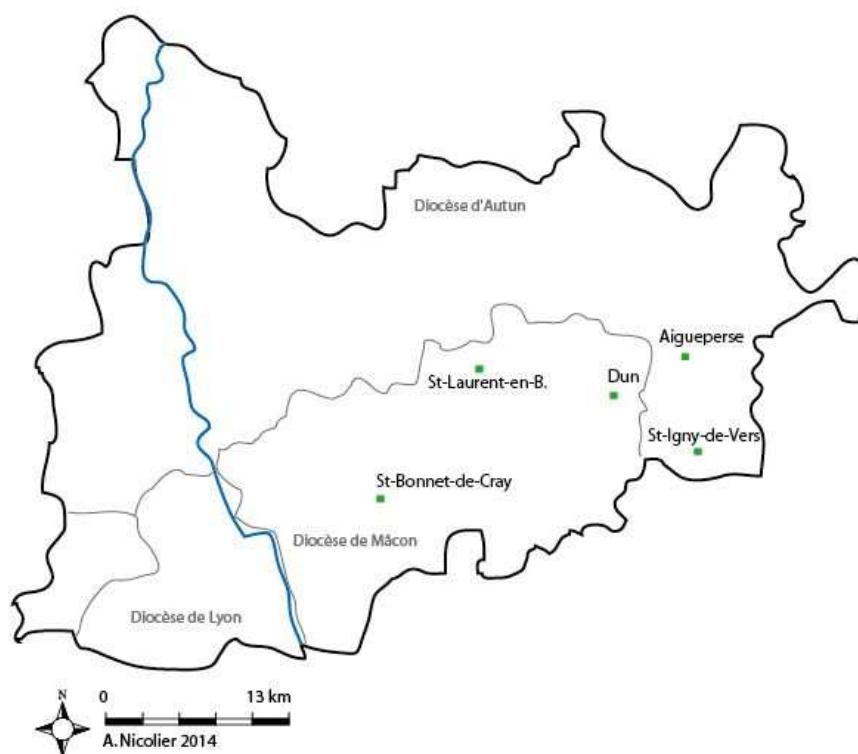 Diocèse d'Autun
Aigueperse
St-Laurent-en-B.
Dun
St-Igny-de-Vers
St-Bonnet-de-Cray
Diocèse de Mâcon
Diocèse de Lyon
N
0 13 km
A. Nicolier 2014